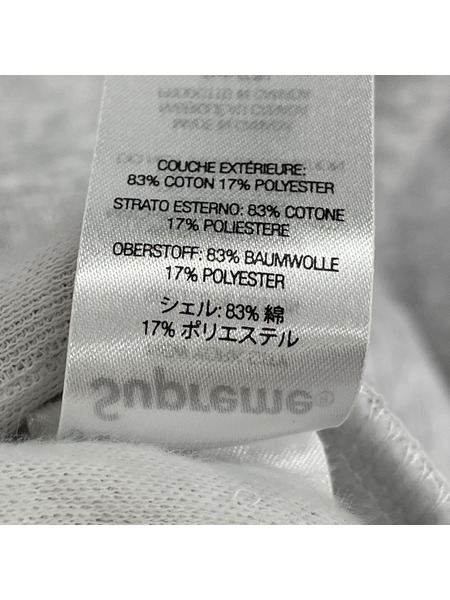 COUCHE EXTÉRIEURE:
83% COTON 17% POLYESTER
STRATO ESTERNO: 83% COTONE
17% POLIESTERE
OBERSTOFF: 83% BAUMWOLLE
17% POLYESTER
シェル: 83% 綿
17% ポリエステル
Supreme®